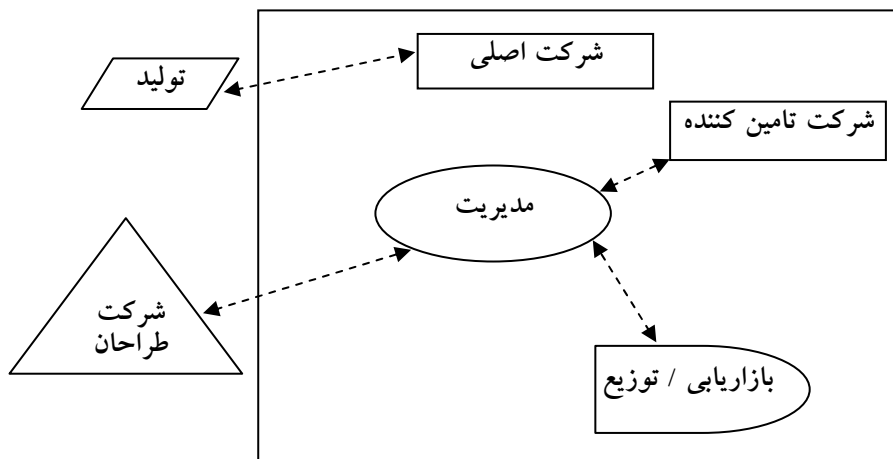 شرکت اصلی
تولید
شرکت تامین کننده
مدیریت
شرکت
طراحان
بازاریابی / توزیع